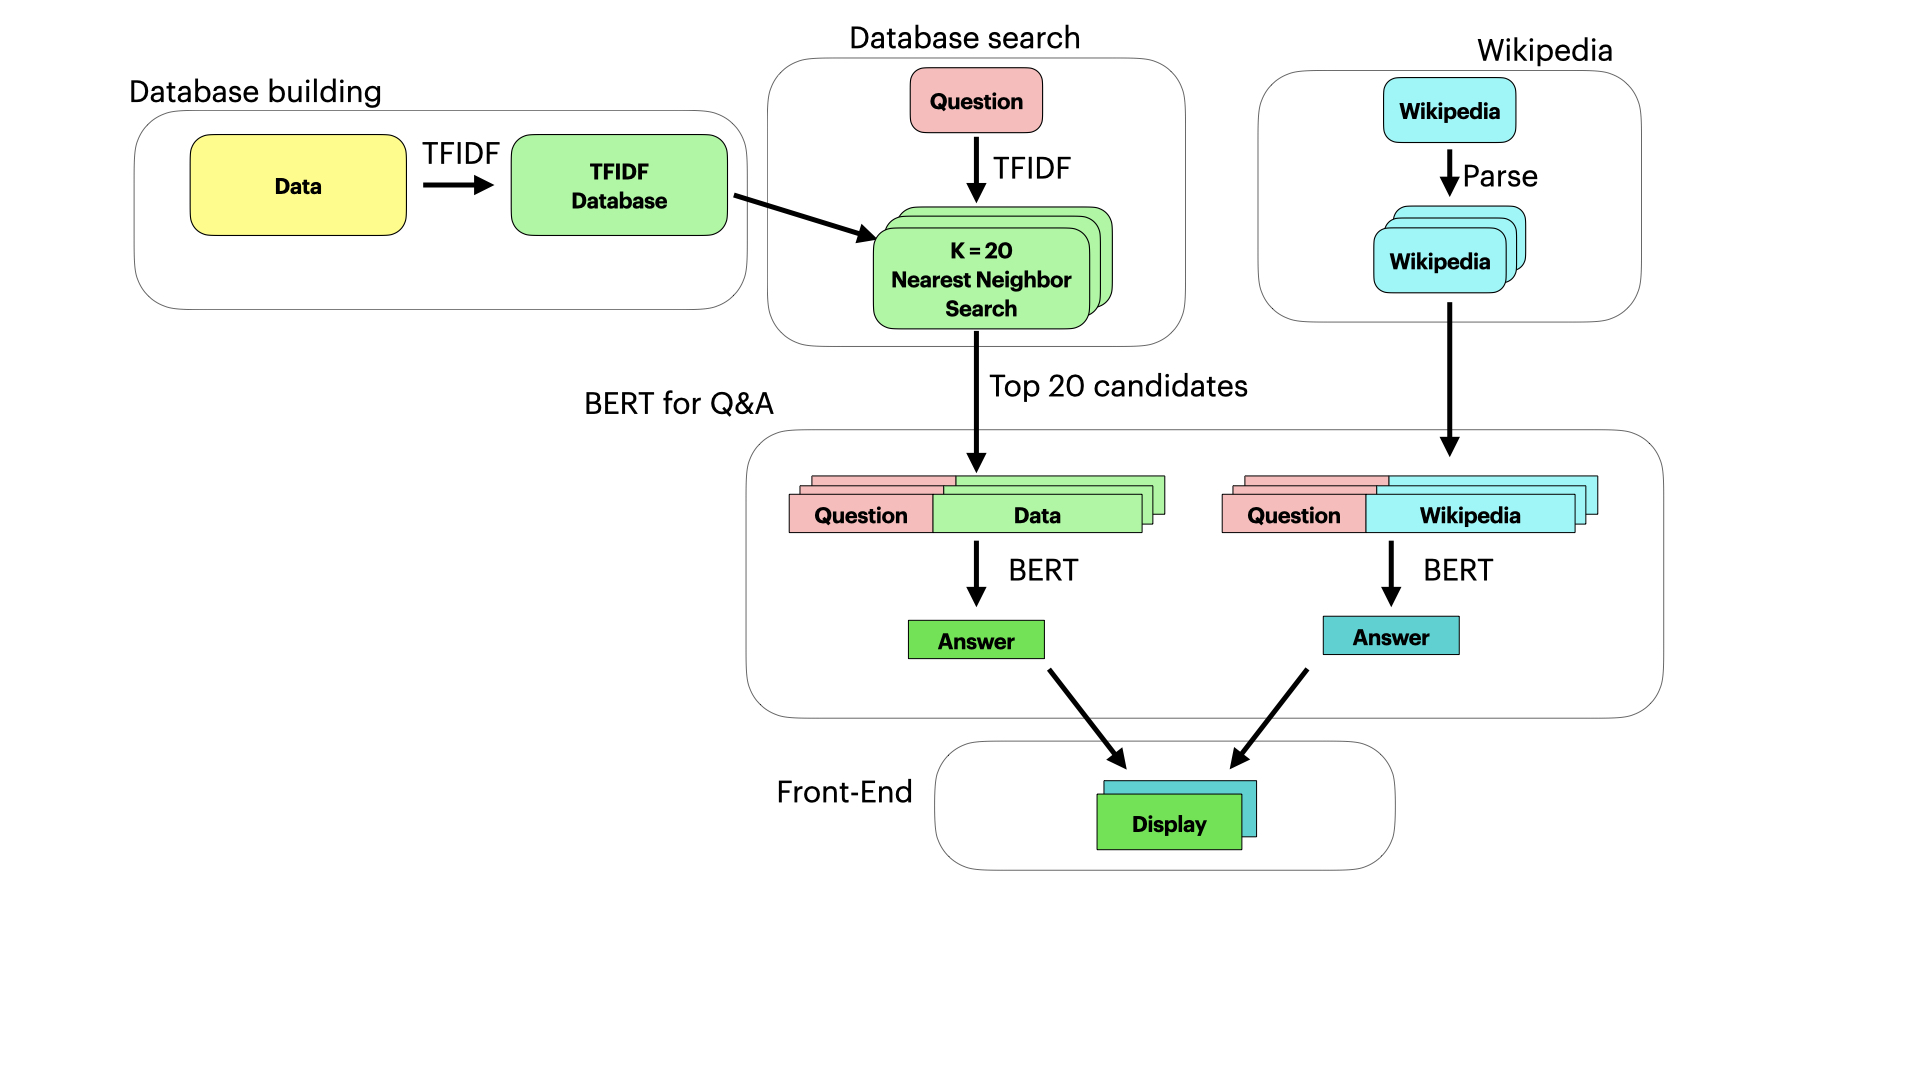 Database building
Data
TFIDF
TFIDF
Database
Database search
Question
TFIDF
K = 20
Nearest Neighbor
Search
Top 20 candidates
Wikipedia
Wikipedia
Parse
Wikipedia
BERT for Q&A
Question
Data
BERT
Answer
Question
Wikipedia
BERT
Answer
Front-End
Display